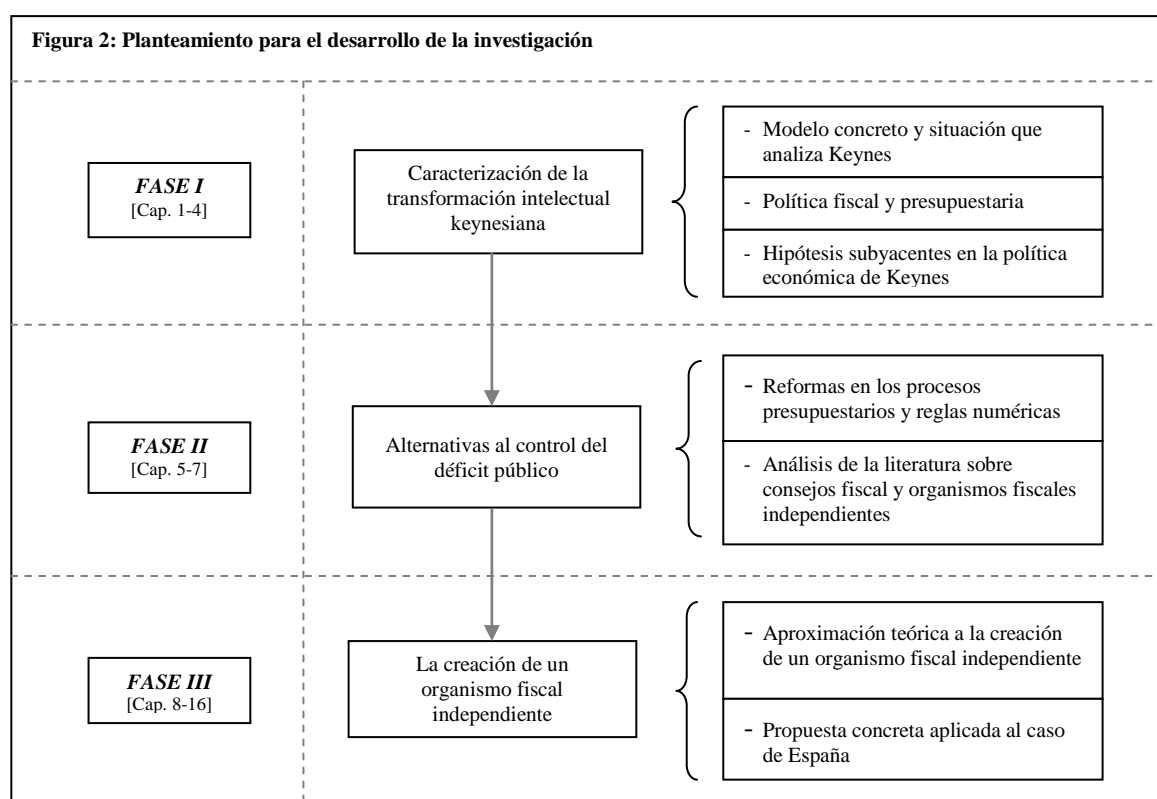 Figura 2: Planteamiento para el desarrollo de la investigación
FASE I
[Cap. 1-4]
Caracterización de la
transformación intelectual
keynesiana
- Modelo concreto y situación que
analiza Keynes
- Política fiscal y presupuestaria
- Hipótesis subyacentes en la política
económica de Keynes
FASE II
[Cap. 5-7]
Alternativas al control del
déficit público
- Reformas en los procesos
presupuestarios y reglas numéricas
- Análisis de la literatura sobre
consejos fiscal y organismos fiscales
independientes
FASE III
[Cap. 8-16]
La creación de un
organismo fiscal
independiente
- Aproximación teórica a la creación
de un organismo fiscal independiente
- Propuesta concreta aplicada al caso
de España